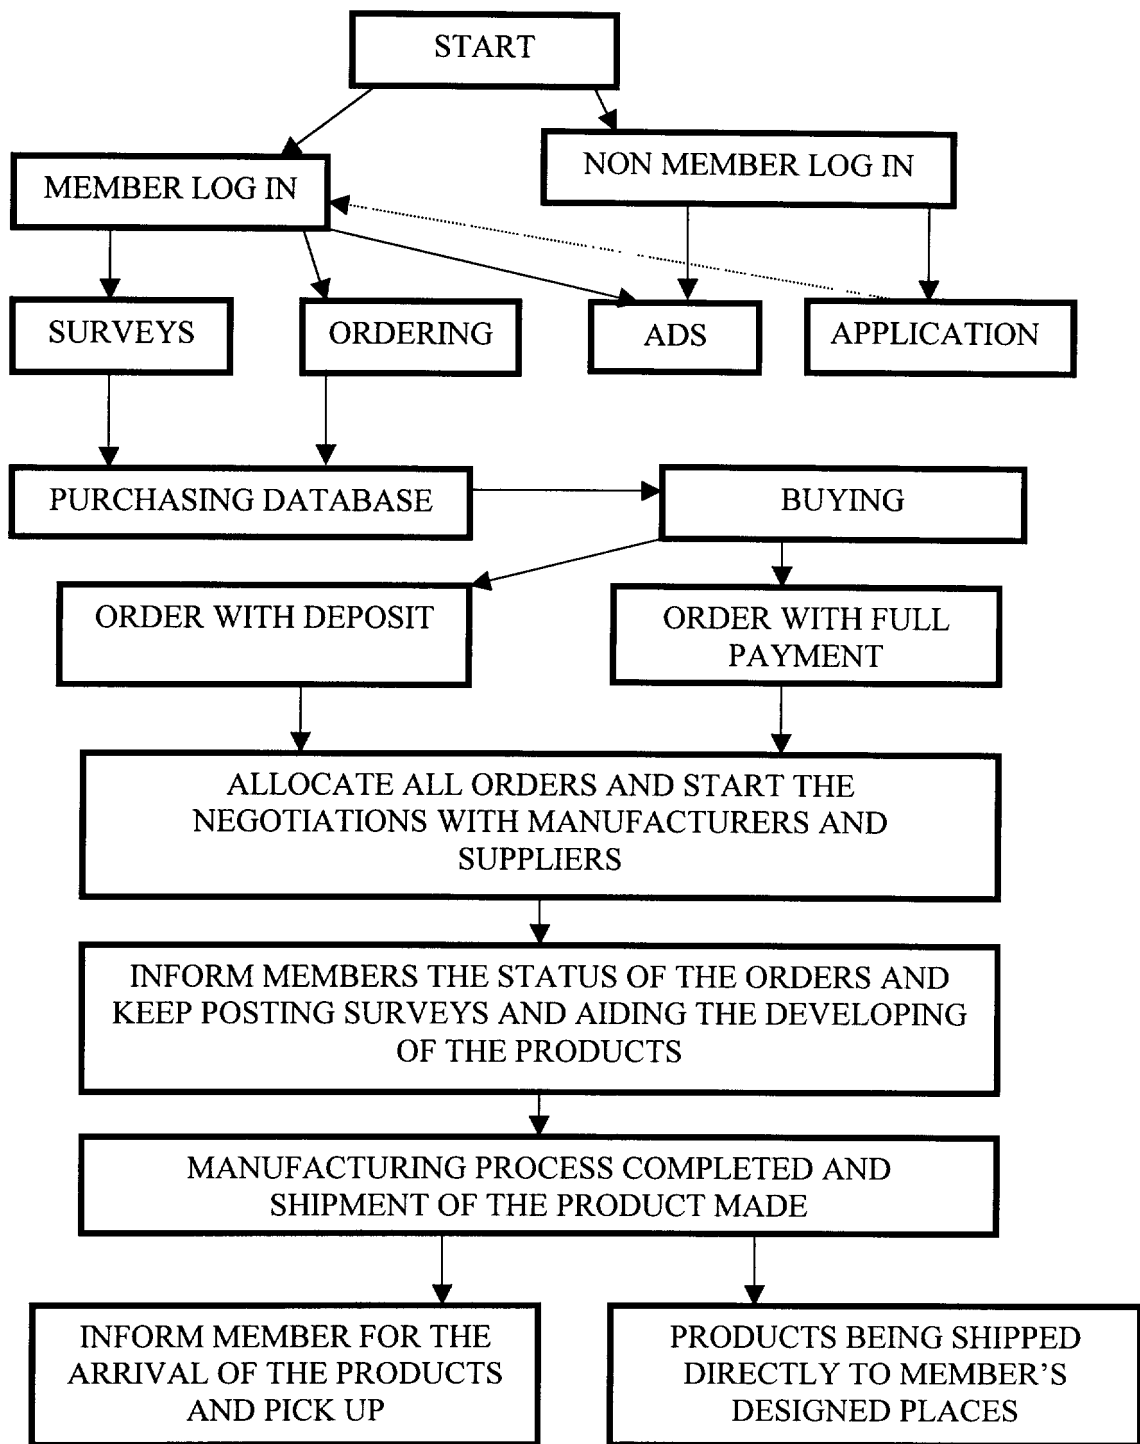 START
MEMBER LOG IN
NON MEMBER LOG IN
SURVEYS
ORDERING
ADS
APPLICATION
PURCHASING DATABASE
BUYING
ORDER WITH DEPOSIT
ORDER WITH FULL
PAYMENT
ALLOCATE ALL ORDERS AND START THE
NEGOTIATIONS WITH MANUFACTURERS AND
SUPPLIERS
INFORM MEMBERS THE STATUS OF THE ORDERS AND
KEEP POSTING SURVEYS AND AIDING THE DEVELOPING
OF THE PRODUCTS
MANUFACTURING PROCESS COMPLETED AND
SHIPMENT OF THE PRODUCT MADE
INFORM MEMBER FOR THE
ARRIVAL OF THE PRODUCTS
AND PICK UP
PRODUCTS BEING SHIPPED
DIRECTLY TO MEMBER'S
DESIGNED PLACES